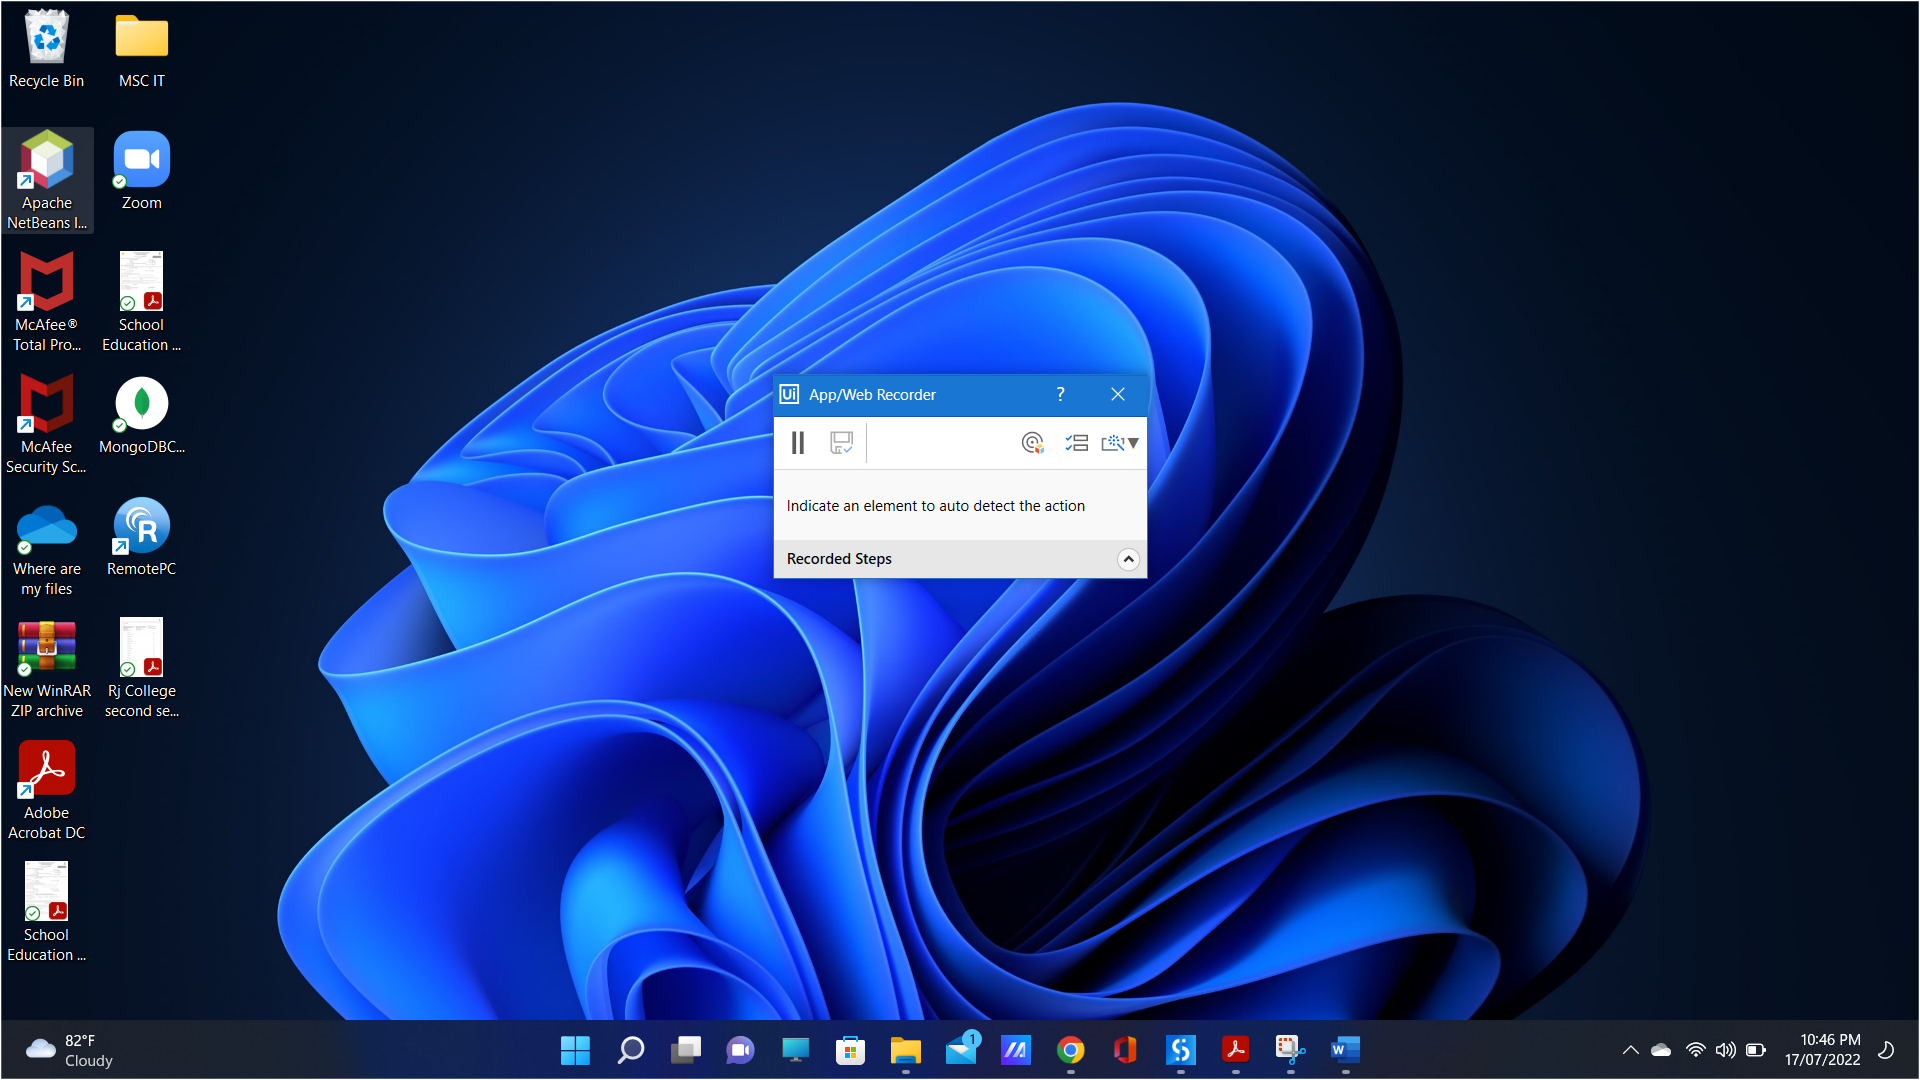 Recycle Bin
MSC IT
Apache
NetBeans I...
Zoom
McAfee®
Total Pro...
School
Education ...
McAfee
Security Sc...
MongoDBC...
Where are
my files
RemotePC
New WinRAR
ZIP archive
Rj College
second se...
Adobe
Acrobat DC
School
Education ...
Ui App/Web Recorder ?
Indicate an element to auto detect the action
Recorded Steps
82°F
Cloudy
1
W
10:46 PM
17/07/2022